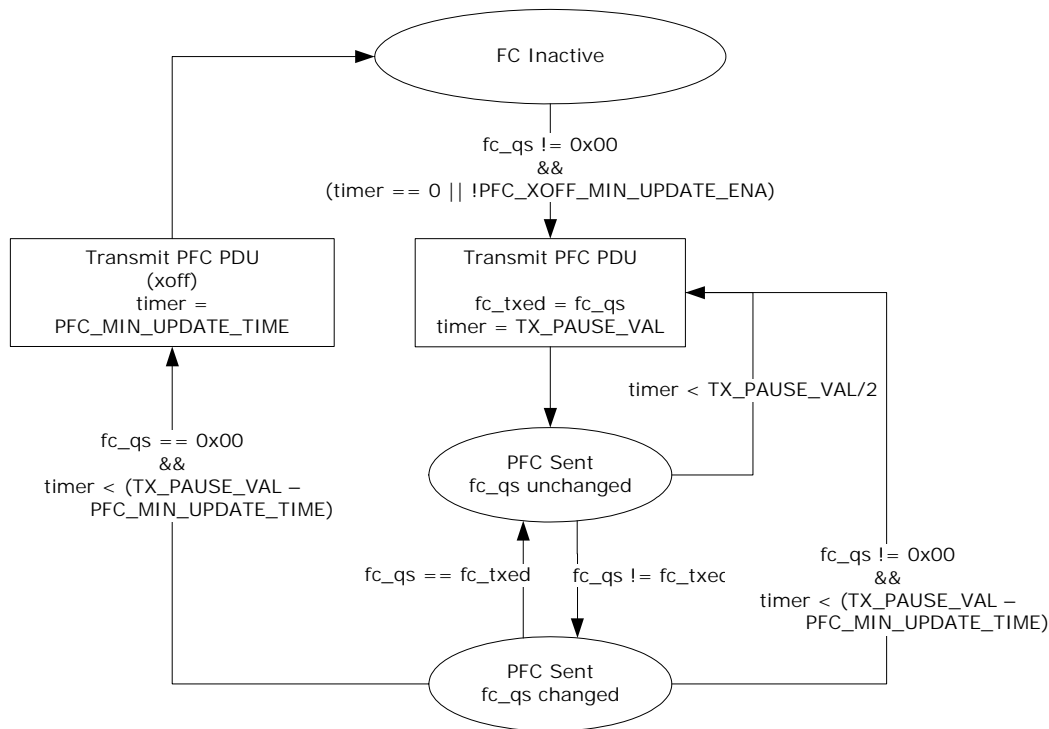 FC Inactive
fc_qs != 0x00
&&
(timer == 0 || !PFC_XOFF_MIN_UPDATE_ENA)
Transmit PFC PDU
(xoff)
timer =
PFC_MIN_UPDATE_TIME
Transmit PFC PDU
fc_txed = fc_qs
timer = TX_PAUSE_VAL
timer < TX_PAUSE_VAL/2
fc_qs == 0x00
&&
timer < (TX_PAUSE_VAL –
PFC_MIN_UPDATE_TIME)
PFC Sent
fc_qs unchanged
fc_qs == fc_txed
fc_qs != fc_txed
fc_qs != 0x00
&&
timer < (TX_PAUSE_VAL –
PFC_MIN_UPDATE_TIME)
PFC Sent
fc_qs changed